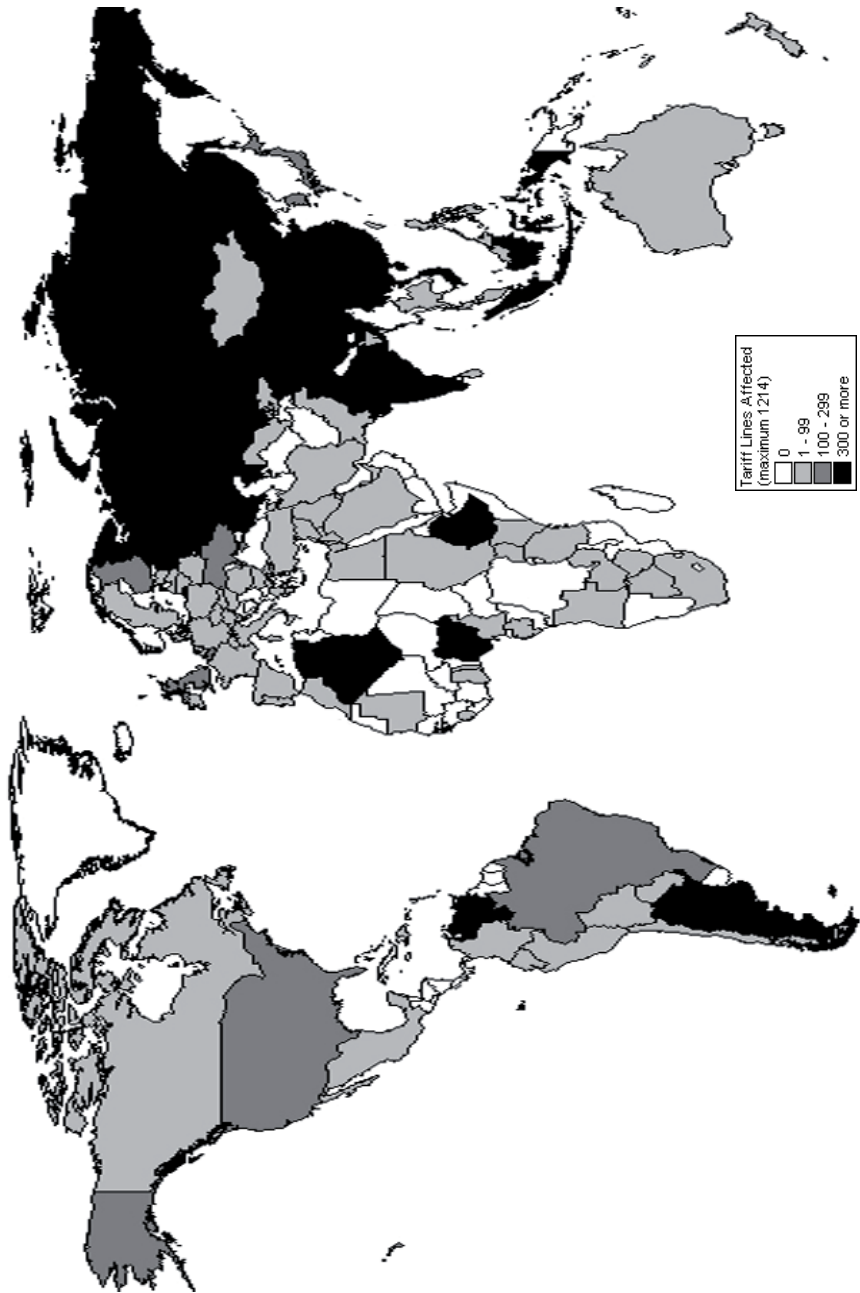 Tariff Lines Affected
(maximum 1214)
0
1 - 99
100 - 299
300 or more